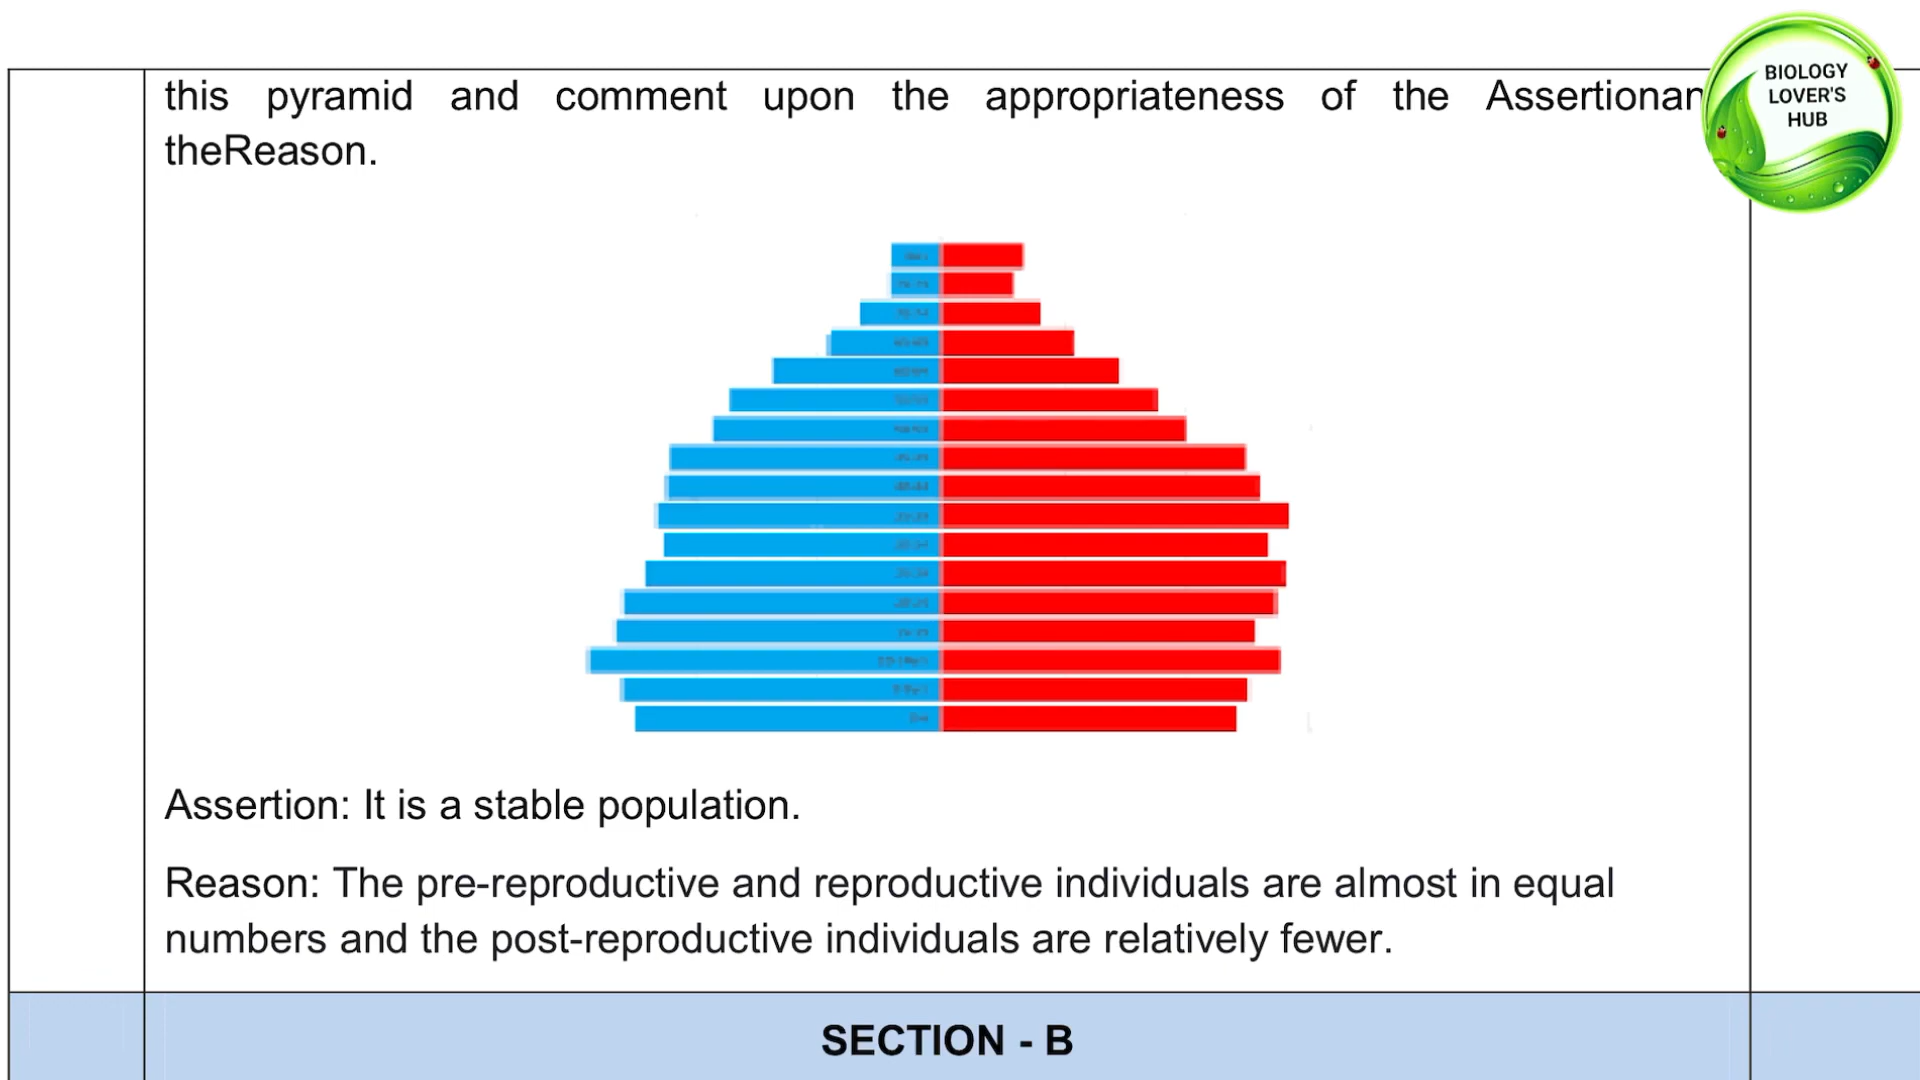 this pyramid and comment upon the appropriateness of the Assertionan
theReason.
BIOLOGY
LOVER'S
HUB
Assertion: It is a stable population.
Reason: The pre-reproductive and reproductive individuals are almost in equal
numbers and the post-reproductive individuals are relatively fewer.
SECTION - B